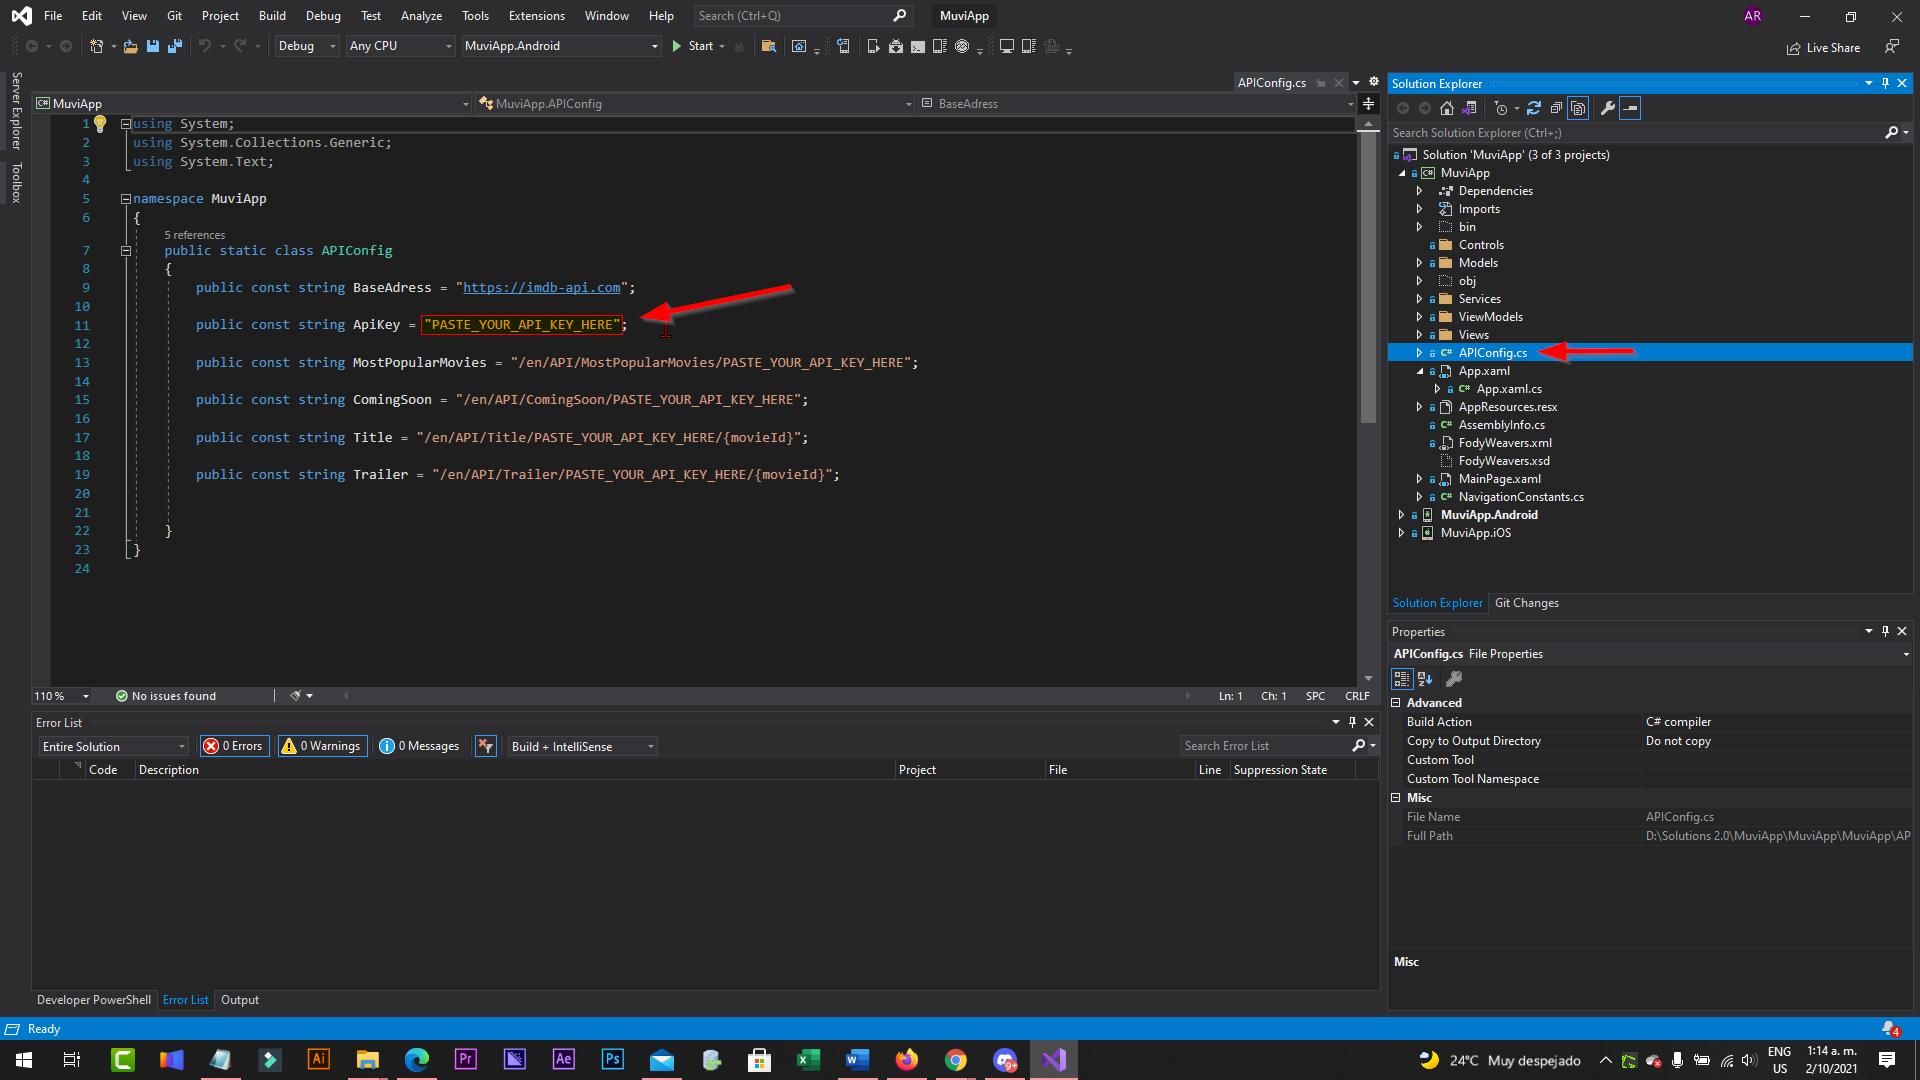 File Edit View Git Project Build Debug Test Analyze Tools Extensions Window Help Search (Ctrl+Q) MuviApp AR
Debug Any CPU MuviApp.Android Start Live Share
Server Explorer
Toolbox
APIConfig.cs
MuviApp MuviApp.APIConfig BaseAdress
1 using System;
2 using System.Collections.Generic;
3 using System.Text;
4
5 namespace MuviApp
6 {
5 references
7 public static class APIConfig
8 {
9 public const string BaseAdress = "https://imdb-api.com";
10
11 public const string ApiKey = "PASTE_YOUR_API_KEY_HERE";
12
13 public const string MostPopularMovies = "/en/API/MostPopularMovies/PASTE_YOUR_API_KEY_HERE";
14
15 public const string ComingSoon = "/en/API/ComingSoon/PASTE_YOUR_API_KEY_HERE";
16
17 public const string Title = "/en/API/Title/PASTE_YOUR_API_KEY_HERE/{movieId}";
18
19 public const string Trailer = "/en/API/Trailer/PASTE_YOUR_API_KEY_HERE/{movieId}";
20
21
22 }
23 }
24
110 % No issues found Ln: 1 Ch: 1 SPC CRLF
Error List
Entire Solution 0 Errors 0 Warnings 0 Messages Build + IntelliSense Search Error List
Code Description Project File Line Suppression State
Developer PowerShell Error List Output
Solution Explorer
Search Solution Explorer (Ctrl+;)
Solution 'MuviApp' (3 of 3 projects)
MuviApp
Dependencies
Imports
bin
Controls
Models
obj
Services
ViewModels
Views
APIConfig.cs
App.xaml
App.xaml.cs
AppResources.resx
AssemblyInfo.cs
FodyWeavers.xml
FodyWeavers.xsd
MainPage.xaml
NavigationConstants.cs
MuviApp.Android
MuviApp.iOS
Solution Explorer Git Changes
Properties
APIConfig.cs File Properties
Advanced
Build Action C# compiler
Copy to Output Directory Do not copy
Custom Tool
Custom Tool Namespace
Misc
File Name APIConfig.cs
Full Path D:\Solutions 2.0\MuviApp\MuviApp\MuviApp\AP
Misc
Ready 4
Ai Pr Ae Ps 9+ 24°C Muy despejado ENG US 1:14 a. m. 2/10/2021